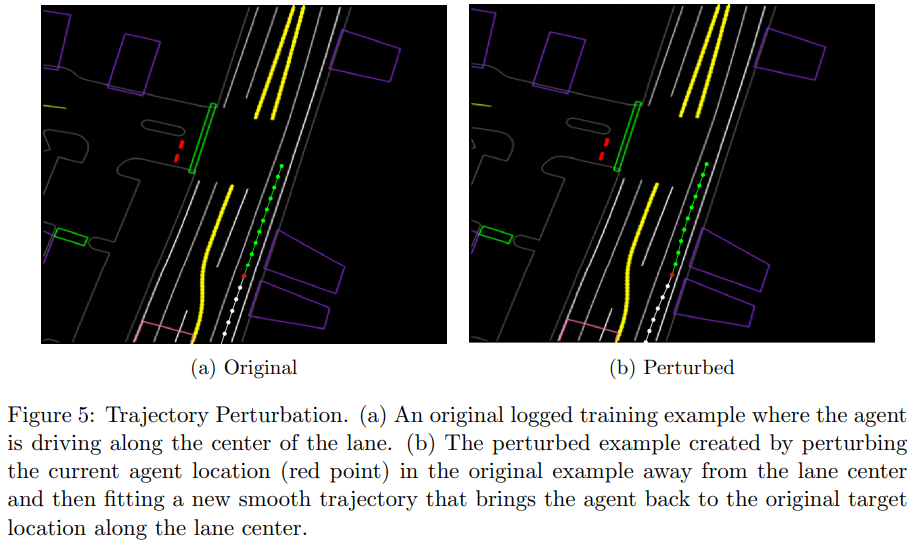 (a) Original
(b) Perturbed
Figure 5: Trajectory Perturbation. (a) An original logged training example where the agent
is driving along the center of the lane. (b) The perturbed example created by perturbing
the current agent location (red point) in the original example away from the lane center
and then fitting a new smooth trajectory that brings the agent back to the original target
location along the lane center.